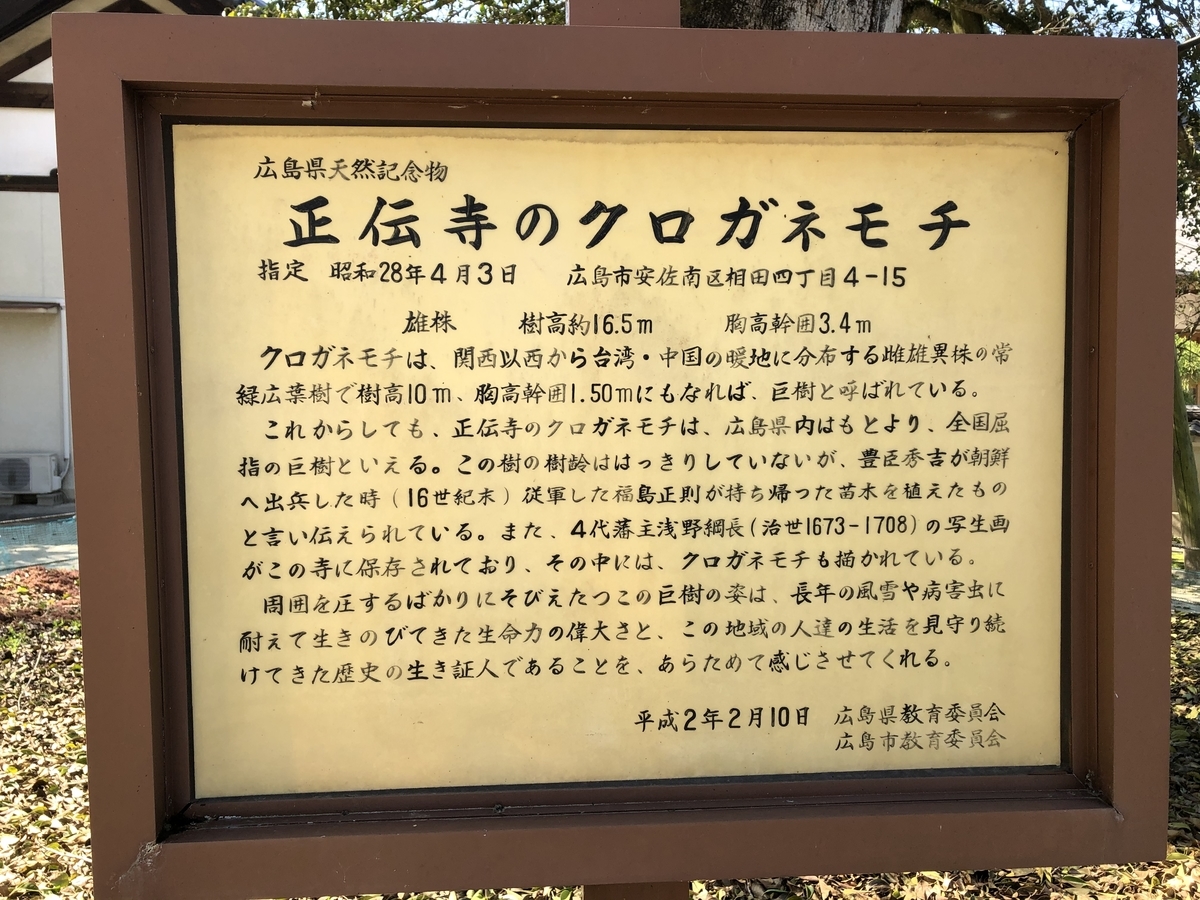 広島県天然記念物
正伝寺のクロガネモチ
指定 昭和28年4月3日 広島市安佐南区相田四丁目4-15
雄株 樹高約16.5m 胸高幹囲3.4m
クロガネモチは、関西以西から台湾・中国の暖地に分布する雌雄異株の常
緑広葉樹で樹高10m、胸高幹囲1.50mにもなれば、巨樹と呼ばれている。
これからしても、正伝寺のクロガネモチは、広島県内はもとより、全国屈
指の巨樹といえる。この樹の樹齢ははっきりしていないが、豊臣秀吉が朝鮮
へ出兵した時(16世紀末)従軍した福島正則が持ち帰った苗木を植えたもの
と言い伝えられている。また、4代藩主浅野綱長(治世1673-1708)の写生画
がこの寺に保存されており、その中には、クロガネモチも描かれている。
周囲を圧するばかりにそびえたつこの巨樹の姿は、長年の風雪や病害虫に
耐えて生きのびてきた生命力の偉大さと、この地域の人達の生活を見守り続
けてきた歴史の生き証人であることを、あらためて感じさせてくれる。
平成2年2月10日 広島県教育委員会
広島市教育委員会